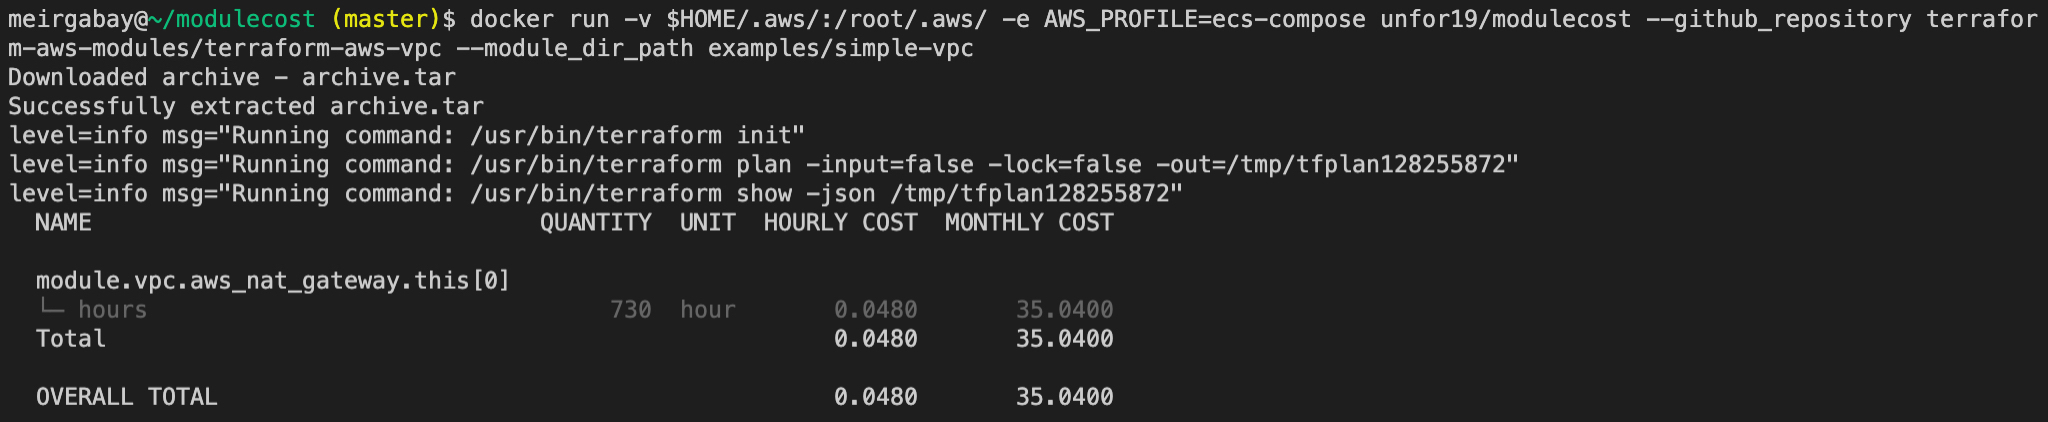 meirgabay@~/modulecost (master)$ docker run -v $HOME/.aws/:/root/.aws/ -e AWS_PROFILE=ecs-compose unfor19/modulecost --github_repository terrafor
m-aws-modules/terraform-aws-vpc --module_dir_path examples/simple-vpc
Downloaded archive - archive.tar
Successfully extracted archive.tar
level=info msg="Running command: /usr/bin/terraform init"
level=info msg="Running command: /usr/bin/terraform plan -input=false -lock=false -out=/tmp/tfplan128255872"
level=info msg="Running command: /usr/bin/terraform show -json /tmp/tfplan128255872"
NAME QUANTITY UNIT HOURLY COST MONTHLY COST
module.vpc.aws_nat_gateway.this[0]
└─ hours 730 hour 0.0480 35.0400
Total 0.0480 35.0400
OVERALL TOTAL 0.0480 35.0400